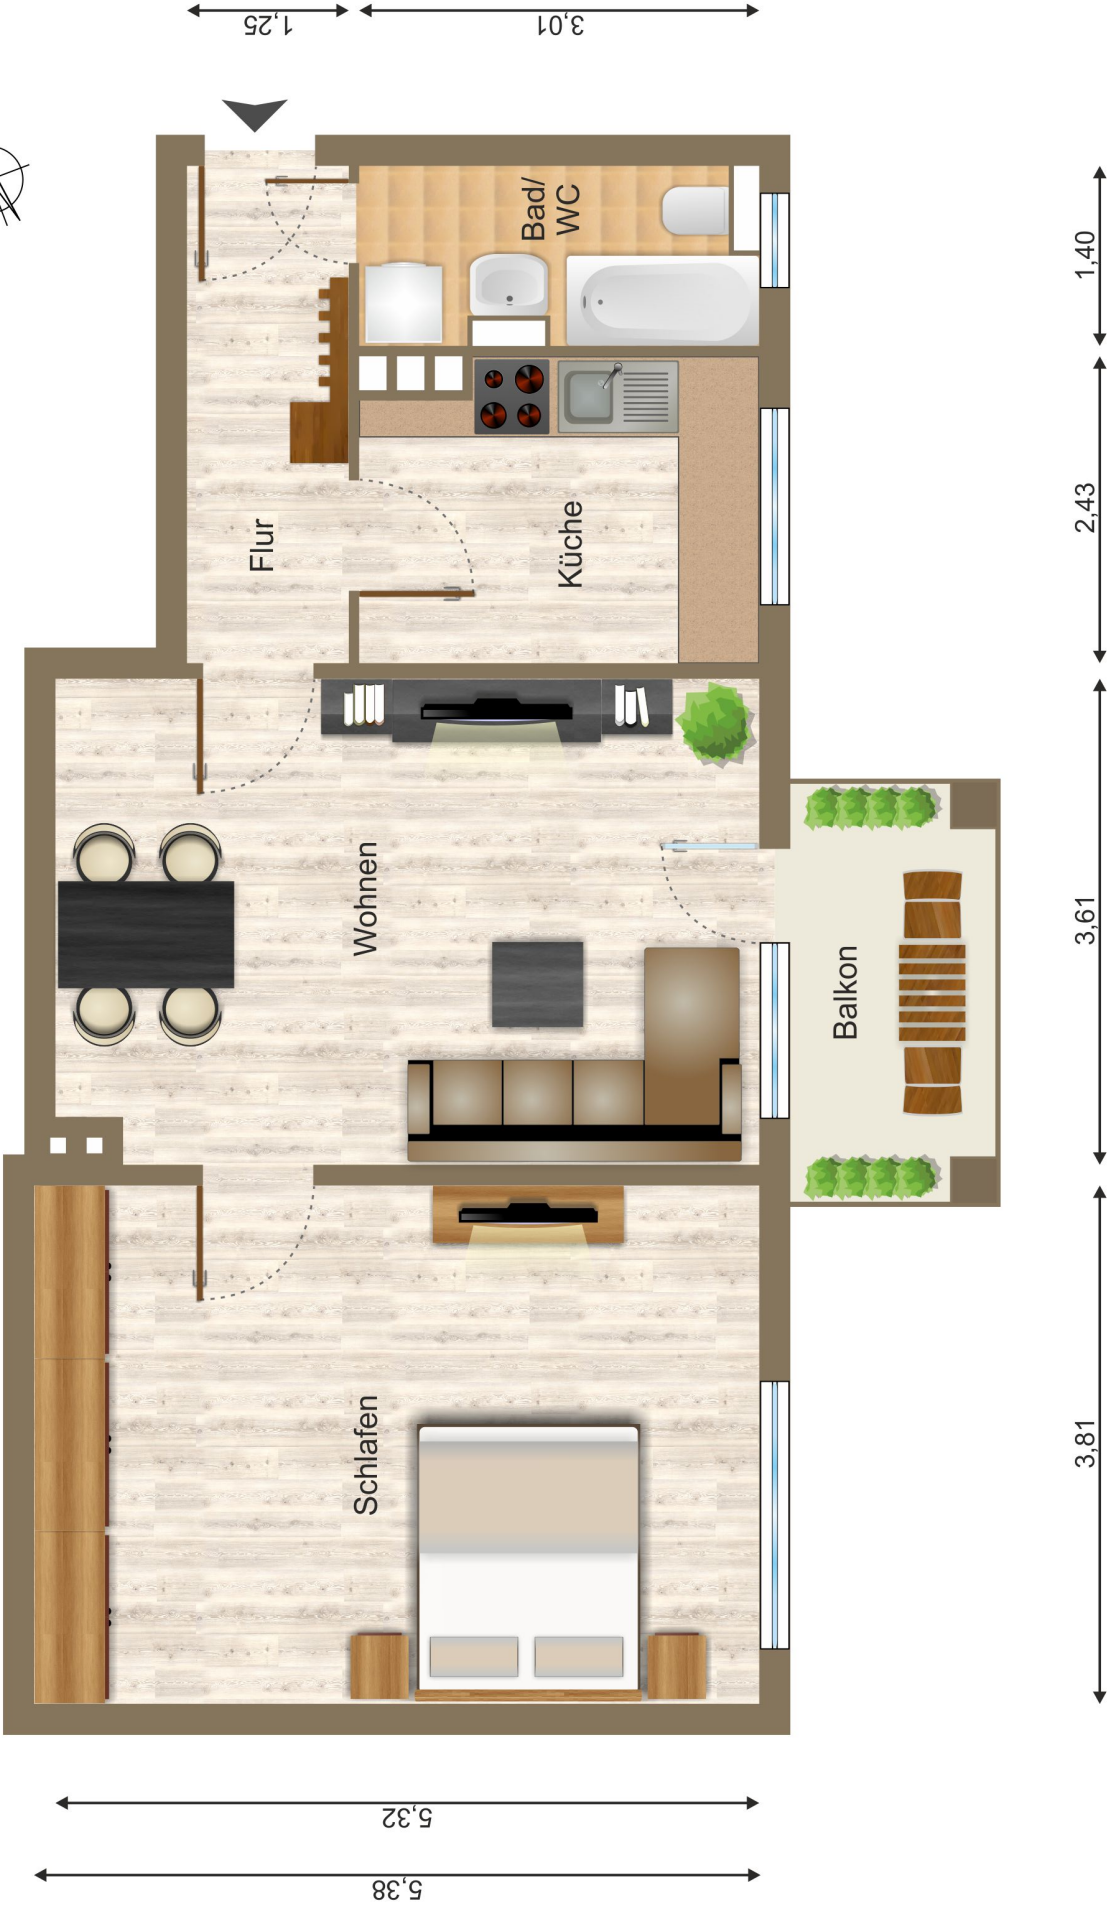 1,25
3,01
Bad/
WC
1,40
Flur
Küche
2,43
Wohnen
Balkon
3,61
Schlafen
3,81
5,32
5,38